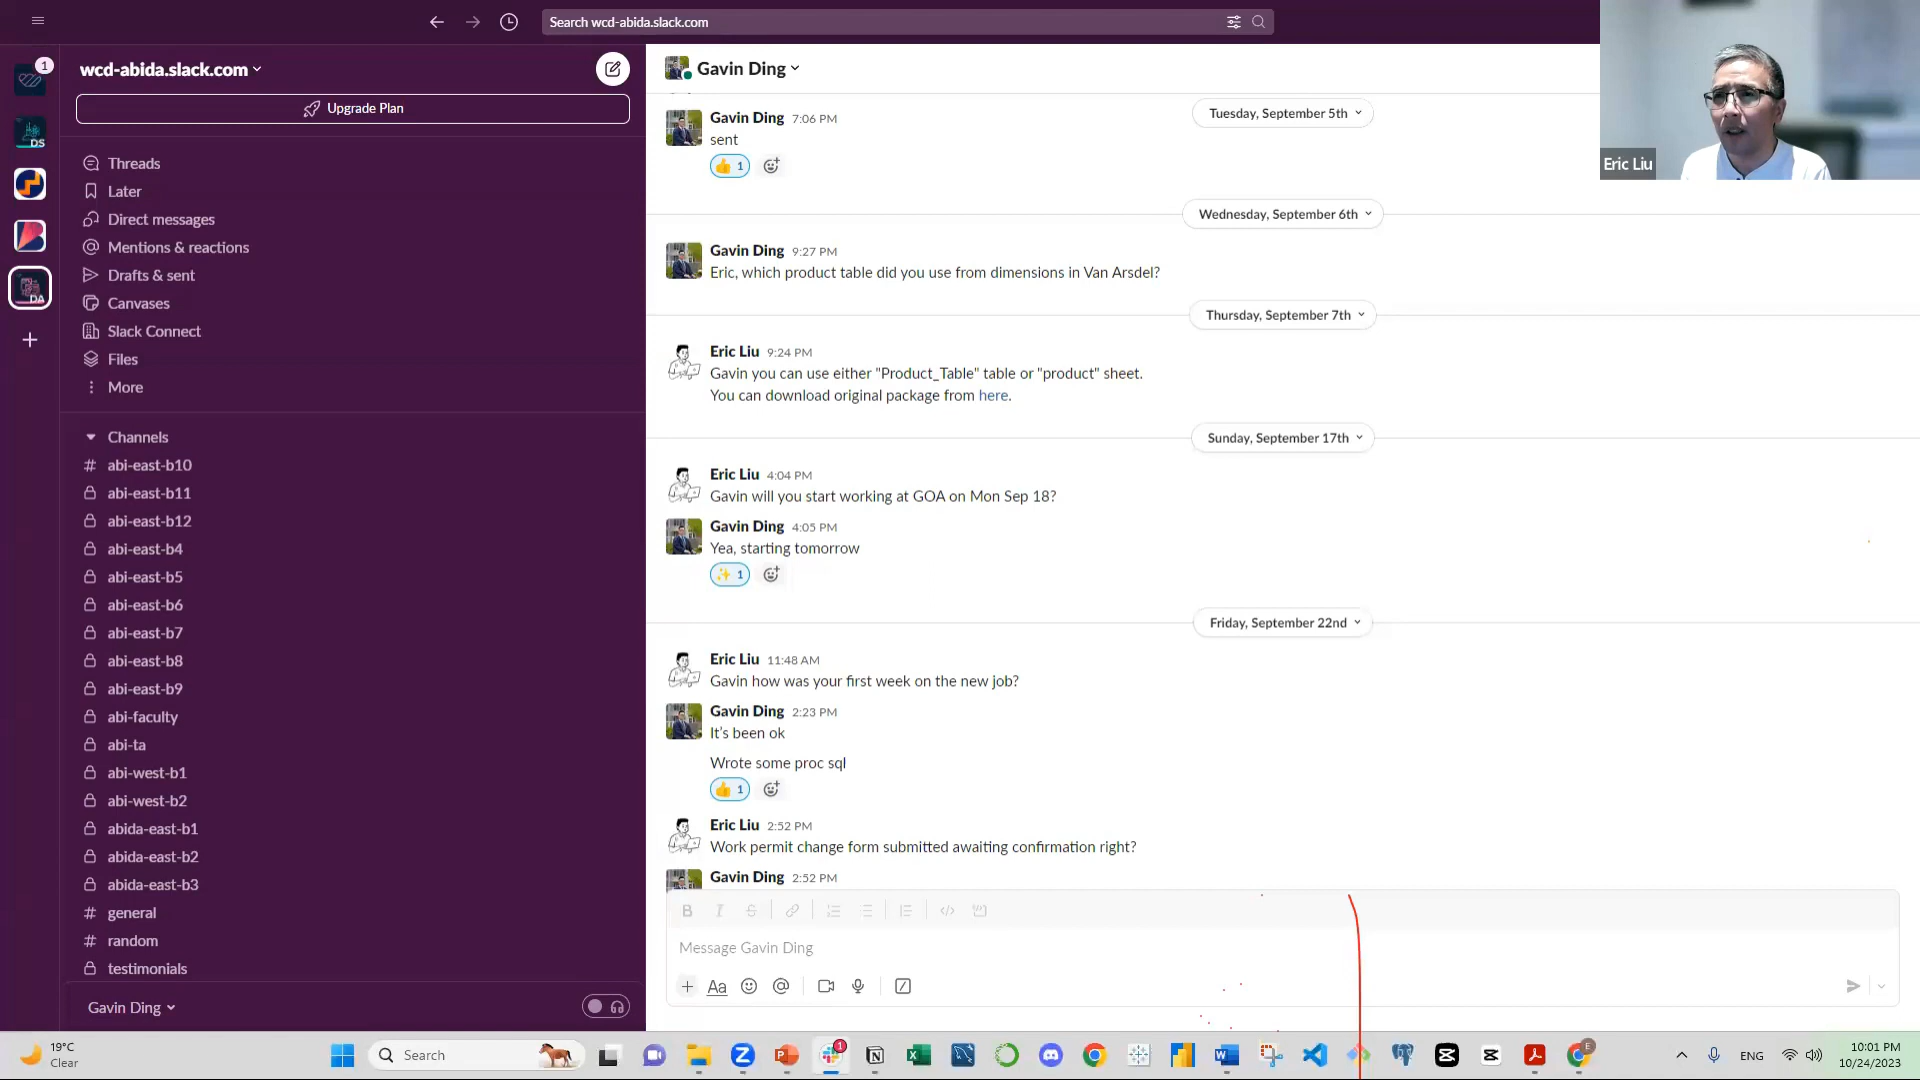 Search wcd-abida.slack.com
1
wcd-abida.slack.com
Upgrade Plan
DS
DA
Threads
Later
Direct messages
Mentions & reactions
Drafts & sent
Canvases
Slack Connect
Files
More
Channels
abi-east-b10
abi-east-b11
abi-east-b12
abi-east-b4
abi-east-b5
abi-east-b6
abi-east-b7
abi-east-b8
abi-east-b9
abi-faculty
abi-ta
abi-west-b1
abi-west-b2
abida-east-b1
abida-east-b2
abida-east-b3
general
random
testimonials
Gavin Ding
Gavin Ding
Tuesday, September 5th
Gavin Ding 7:06 PM
sent
1
Wednesday, September 6th
Gavin Ding 9:27 PM
Eric, which product table did you use from dimensions in Van Arsdel?
Thursday, September 7th
Eric Liu 9:24 PM
Gavin you can use either "Product_Table" table or "product" sheet.
You can download original package from here.
Sunday, September 17th
Eric Liu 4:04 PM
Gavin will you start working at GOA on Mon Sep 18?
Gavin Ding 4:05 PM
Yea, starting tomorrow
1
Friday, September 22nd
Eric Liu 11:48 AM
Gavin how was your first week on the new job?
Gavin Ding 2:23 PM
It's been ok
Wrote some proc sql
1
Eric Liu 2:52 PM
Work permit change form submitted awaiting confirmation right?
Gavin Ding 2:52 PM
B I S
Message Gavin Ding
Aa
Eric Liu
19°C
Clear
Search
1
E
ENG
10:01 PM
10/24/2023